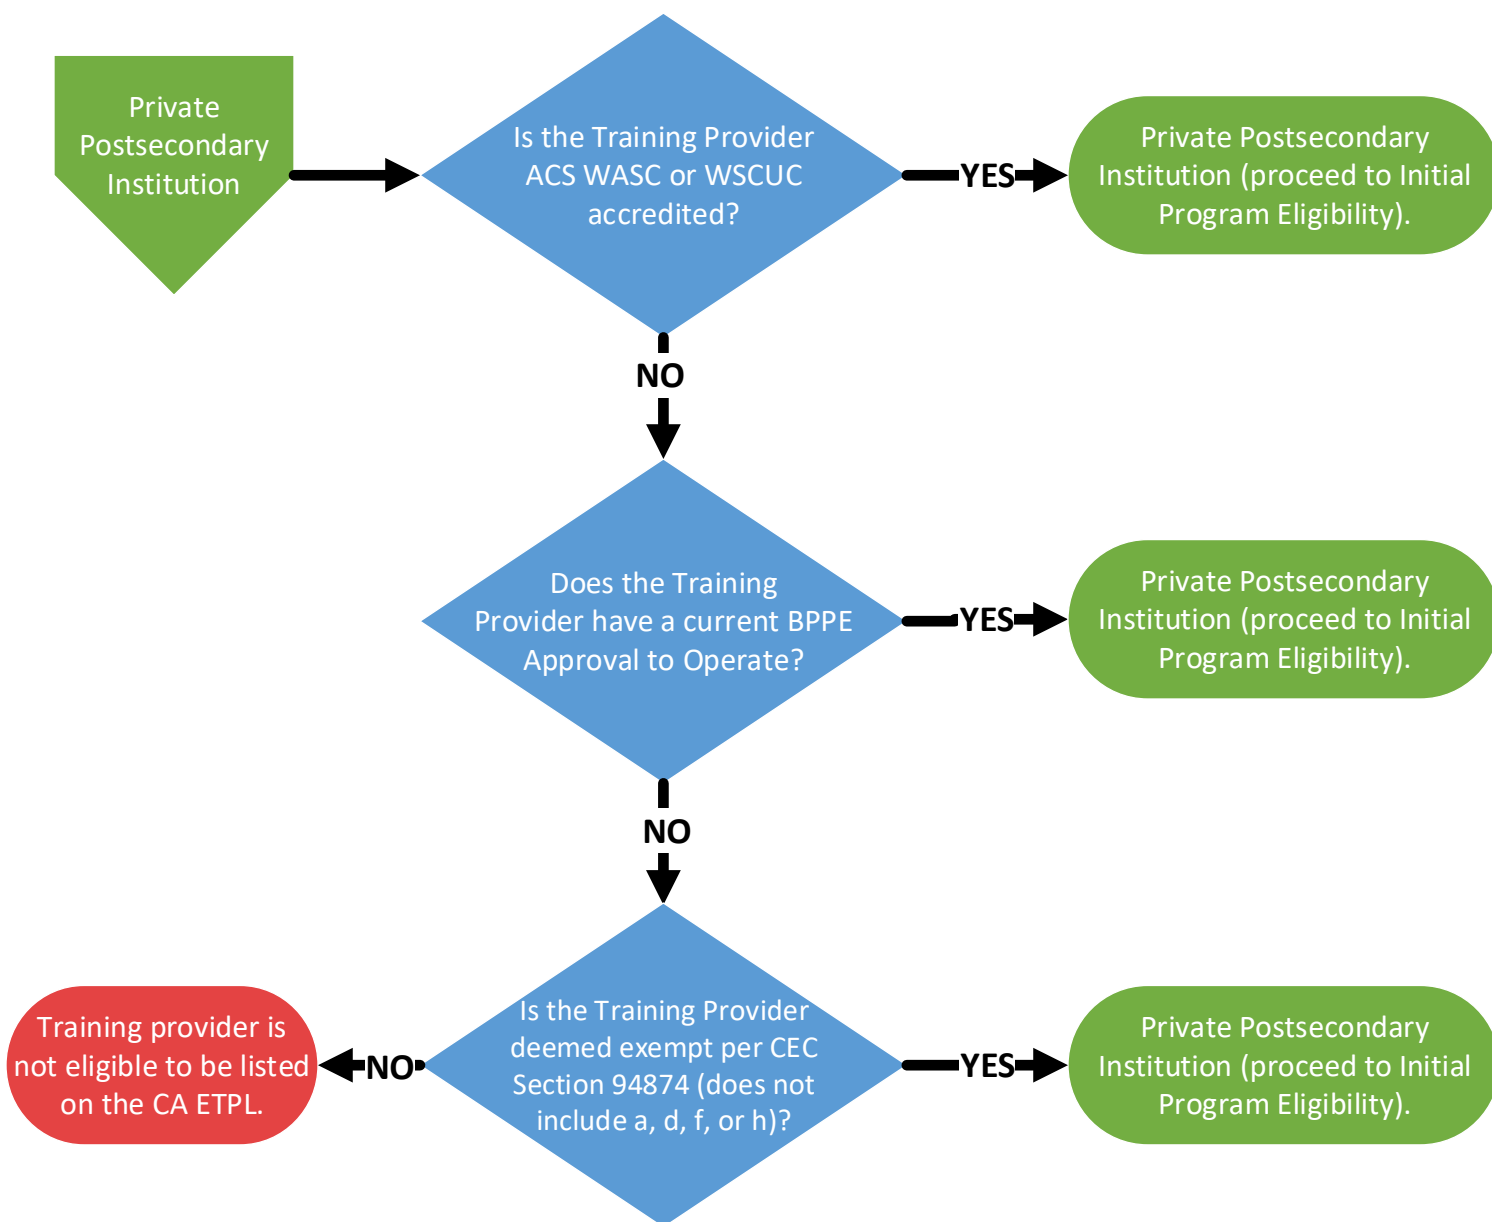 Private
Postsecondary
Institution
Is the Training Provider
ACS WASC or WSCUC
accredited?
YES
Private Postsecondary
Institution (proceed to Initial
Program Eligibility).
NO
Does the Training
Provider have a current BPPE
Approval to Operate?
YES
Private Postsecondary
Institution (proceed to Initial
Program Eligibility).
NO
Is the Training Provider
deemed exempt per CEC
Section 94874 (does not
include a, d, f, or h)?
NO
Training provider is
not eligible to be listed
on the CA ETPL.
YES
Private Postsecondary
Institution (proceed to Initial
Program Eligibility).